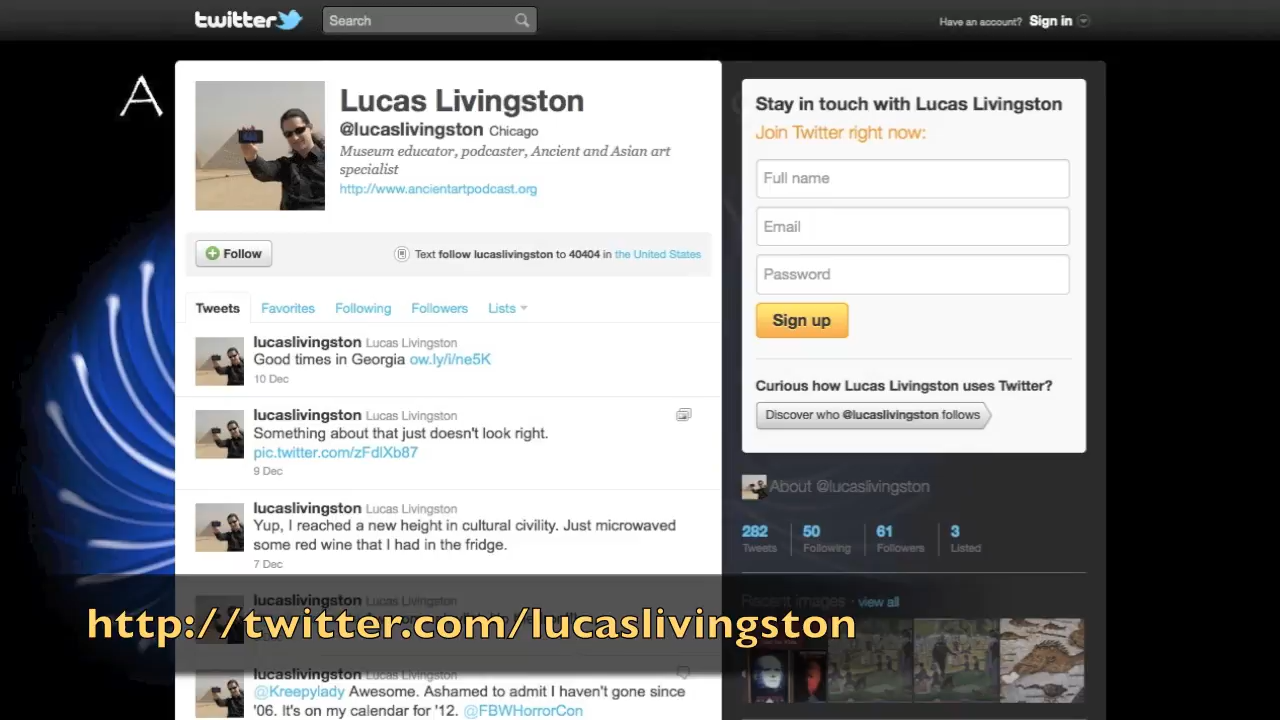 twitter
Search
Have an account? Sign in
A
Lucas Livingston
@lucaslivingston Chicago
Museum educator, podcaster, Ancient and Asian art
specialist
http://www.ancientartpodcast.org
Follow
Text follow lucaslivingston to 40404 in the United States
Tweets Favorites Following Followers Lists
lucaslivingston Lucas Livingston
Good times in Georgia ow.ly/i/ne5K
10 Dec
lucaslivingston Lucas Livingston
Something about that just doesn't look right.
pic.twitter.com/zFdlXb87
9 Dec
lucaslivingston Lucas Livingston
Yup, I reached a new height in cultural civility. Just microwaved
some red wine that I had in the fridge.
7 Dec
lucaslivingston Lucas Livingston
http://twitter.com/lucaslivingston
lucaslivingston Lucas Livingston
@Kreepylady Awesome. Ashamed to admit I haven't gone since
'06. It's on my calendar for '12. @FBWHorrorCon
Stay in touch with Lucas Livingston
Join Twitter right now:
Full name
Email
Password
Sign up
Curious how Lucas Livingston uses Twitter?
Discover who @lucaslivingston follows
About @lucaslivingston
282 50 61 3
Tweets Following Followers Listed
Recent images · view all